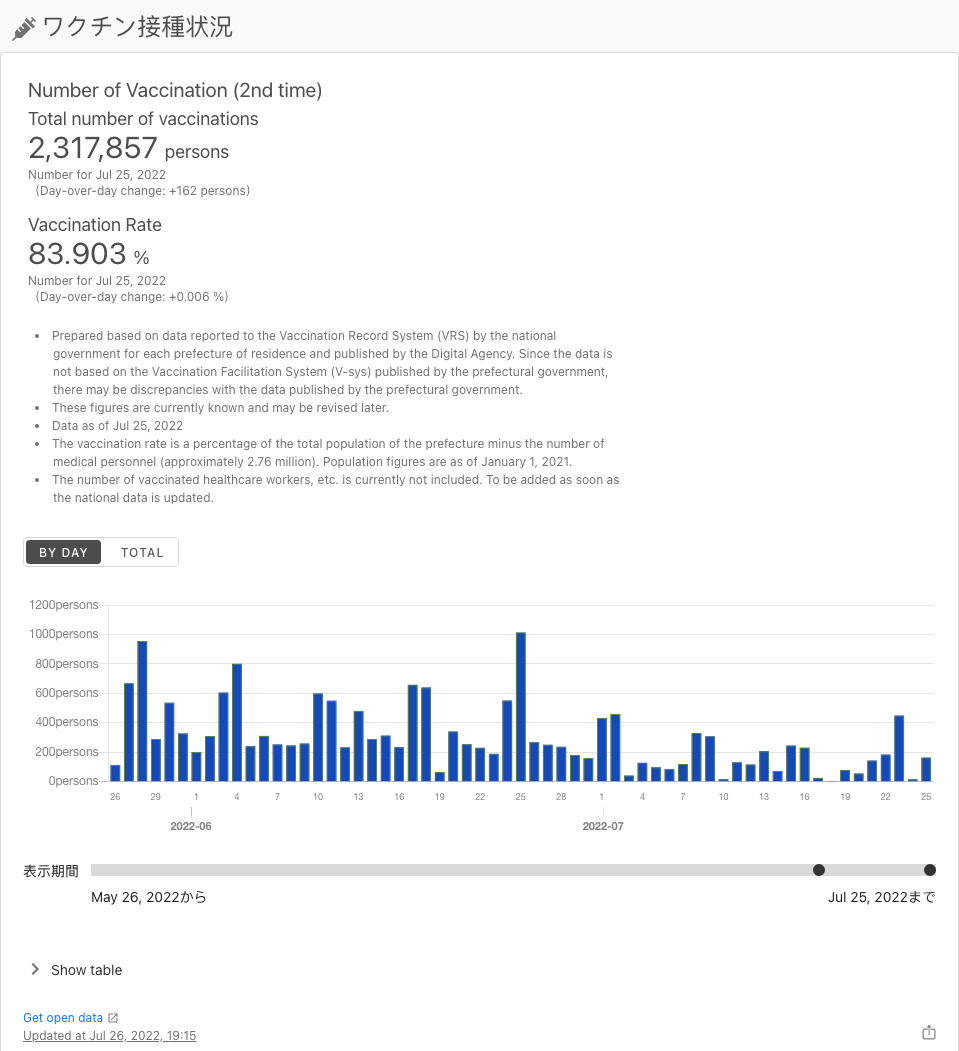 ワクチン接種状況
Number of Vaccination (2nd time)
Total number of vaccinations
2,317,857 persons
Number for Jul 25, 2022
(Day-over-day change: +162 persons)
Vaccination Rate
83.903 %
Number for Jul 25, 2022
(Day-over-day change: +0.006 %)
• Prepared based on data reported to the Vaccination Record System (VRS) by the national
government for each prefecture of residence and published by the Digital Agency. Since the data is
not based on the Vaccination Facilitation System (V-sys) published by the prefectural government,
there may be discrepancies with the data published by the prefectural government.
• These figures are currently known and may be revised later.
• Data as of Jul 25, 2022
• The vaccination rate is a percentage of the total population of the prefecture minus the number of
medical personnel (approximately 2.76 million). Population figures are as of January 1, 2021.
• The number of vaccinated healthcare workers, etc. is currently not included. To be added as soon as
the national data is updated.
BY DAY TOTAL
1200persons
1000persons
800persons
600persons
400persons
200persons
0persons
26 29 1 4 7 10 13 16 19 22 25 28 1 4 7 10 13 16 19 22 25
2022-06 2022-07
表示期間
May 26, 2022から Jul 25, 2022まで
Show table
Get open data
Updated at Jul 26, 2022, 19:15